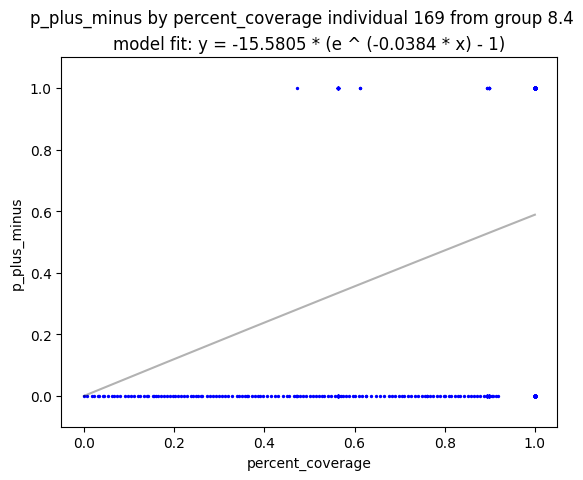 p_plus_minus by percent_coverage individual 169 from group 8.4
model fit: y = -15.5805 * (e ^ (-0.0384 * x) - 1)
1.0
0.8
0.6
0.4
0.2
0.0
p_plus_minus
0.0 0.2 0.4 0.6 0.8 1.0
percent_coverage